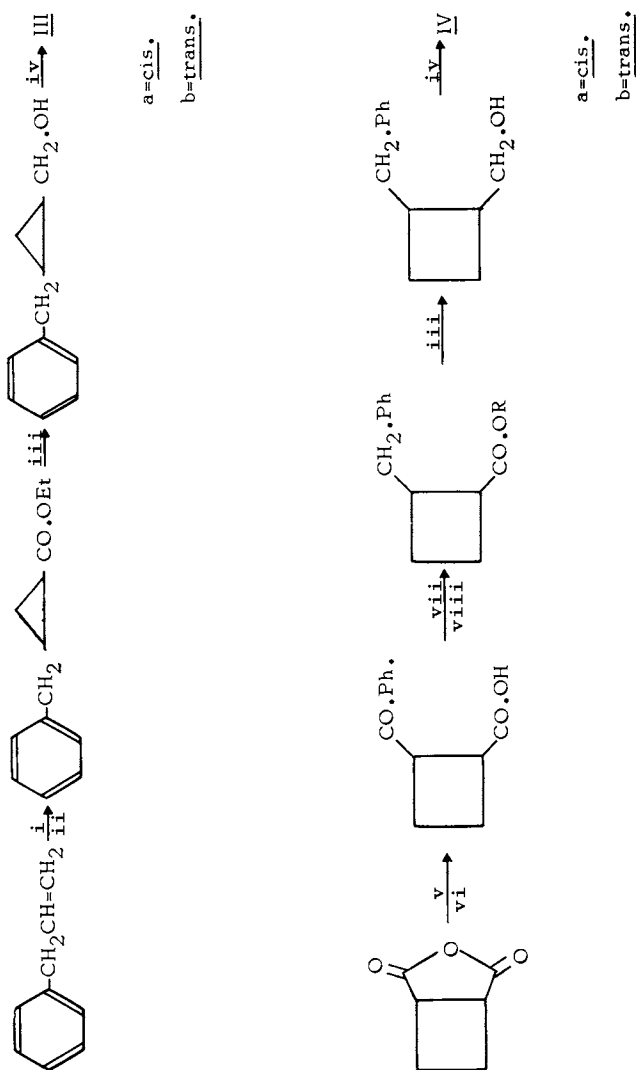 CH₂CH=CH₂
i
ii
CH₂
CO.OEt
iii
CH₂
CH₂.OH
iv
III
a=cis.
b=trans.
O
O
O
v
vi
CO.Ph.
CO.OH
vii
viii
CH₂.Ph
CO.OR
iii
CH₂.Ph
CH₂.OH
iv
IV
a=cis.
b=trans.